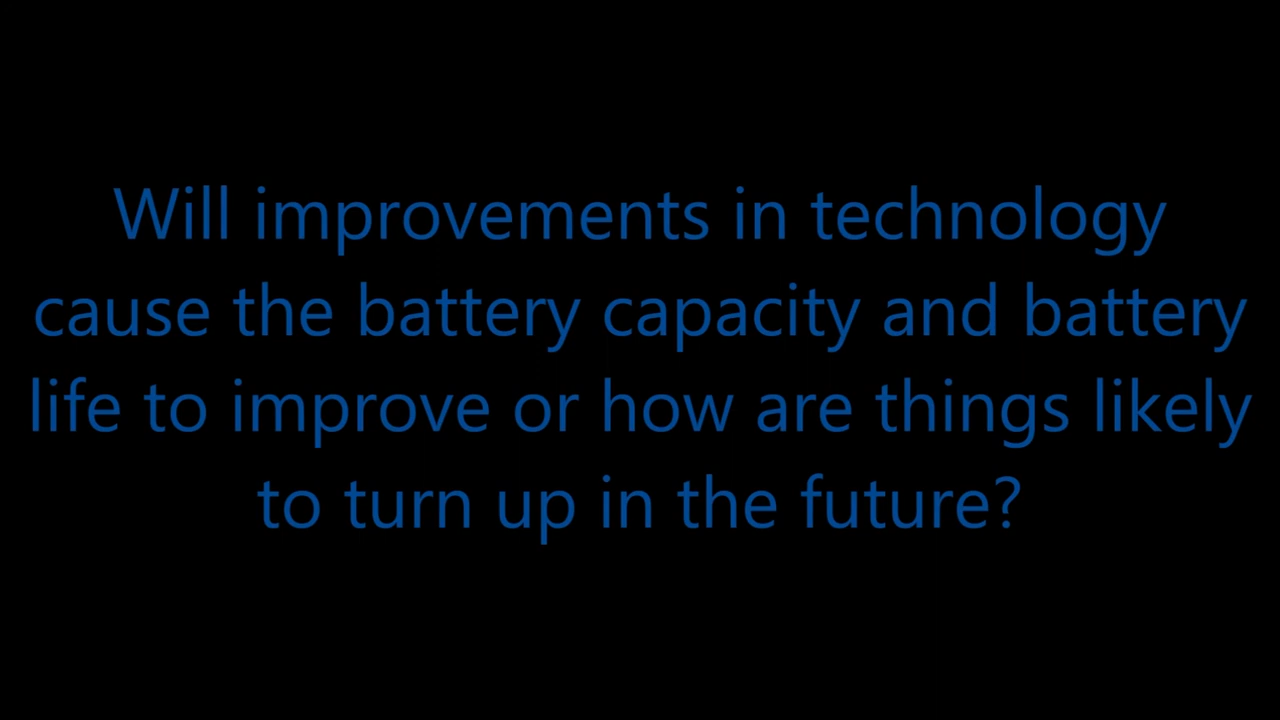 Will improvements in technology
cause the battery capacity and battery
life to improve or how are things likely
to turn up in the future?